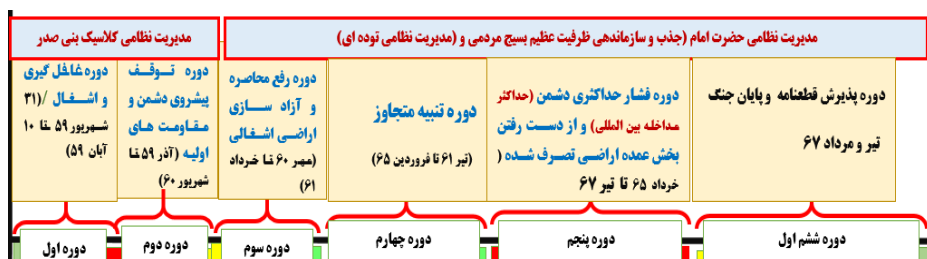 مدیریت نظامی حضرت امام (جذب و سازماندهی ظرفیت عظیم بسیج مردمی و (مدیریت نظامی توده ای)
مدیریت نظامی کلاسیک بنی صدر
دوره پذیرش قطعنامه و پایان جنگ
تیر و مرداد ۶۷
دوره فشار حداکثری دشمن (حداکثر
مداخله بین المللی) و از دست رفتن
بخش عمده اراضی تصرف شده (
خرداد ۶۵ تا تیر ۶۷
دوره تنبیه متجاوز
(تیر ۶۱ تا فروردین ۶۵)
دوره رفع محاصره
و آزاد سازی
اراضی اشغالی
(مهر ۶۰ تا خرداد
۶۱)
دوره توقف
پیشروی دشمن و
مقاومت های
اولیه (آذر ۵۹ تا
شهریور ۶۰)
دوره غافل گیری
و اشغال /(۳۱
شهریور ۵۹ تا ۱۰
آبان ۵۹)
دوره ششم اول
دوره پنجم
دوره چهارم
دوره سوم
دوره دوم
دوره اول